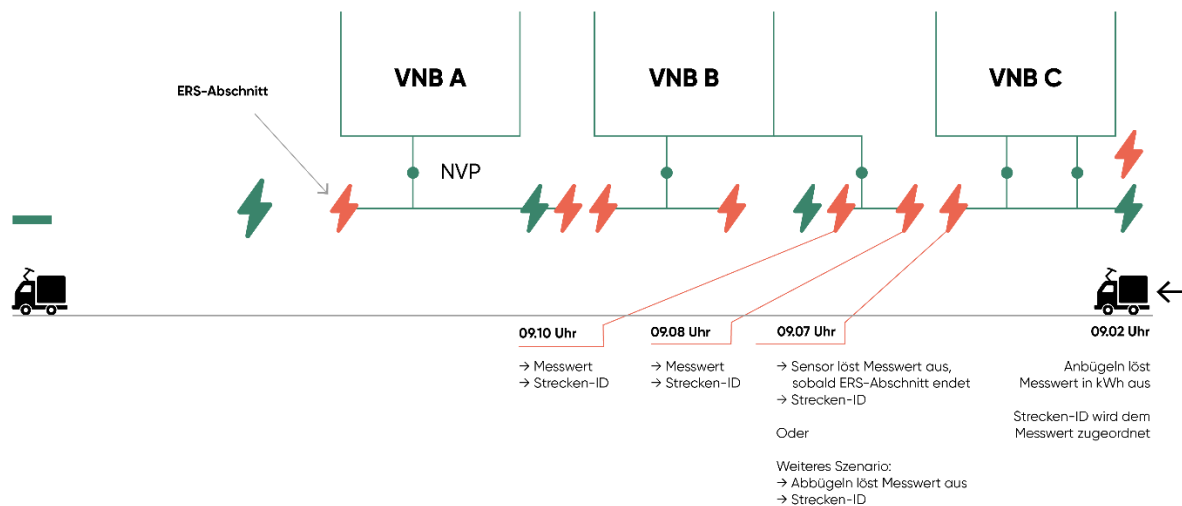 VNB A
VNB B
VNB C
ERS-Abschnitt
NVP
09.10 Uhr
→ Messwert
→ Strecken-ID
09.08 Uhr
→ Messwert
→ Strecken-ID
09.07 Uhr
→ Sensor löst Messwert aus,
sobald ERS-Abschnitt endet
→ Strecken-ID
Oder
Weiteres Szenario:
→ Abbügeln löst Messwert aus
→ Strecken-ID
09.02 Uhr
Anbügeln löst
Messwert in kWh aus
Strecken-ID wird dem
Messwert zugeordnet